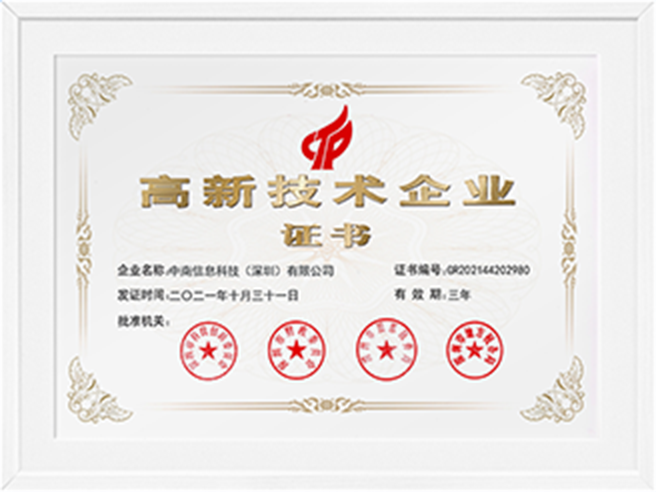 高新技术企业
证书
企业名称:中商信息科技（深圳）有限公司
证书编号:GR202144202980
发证时间:二〇二一年十月三十一日
有 效 期:三年
批准机关: